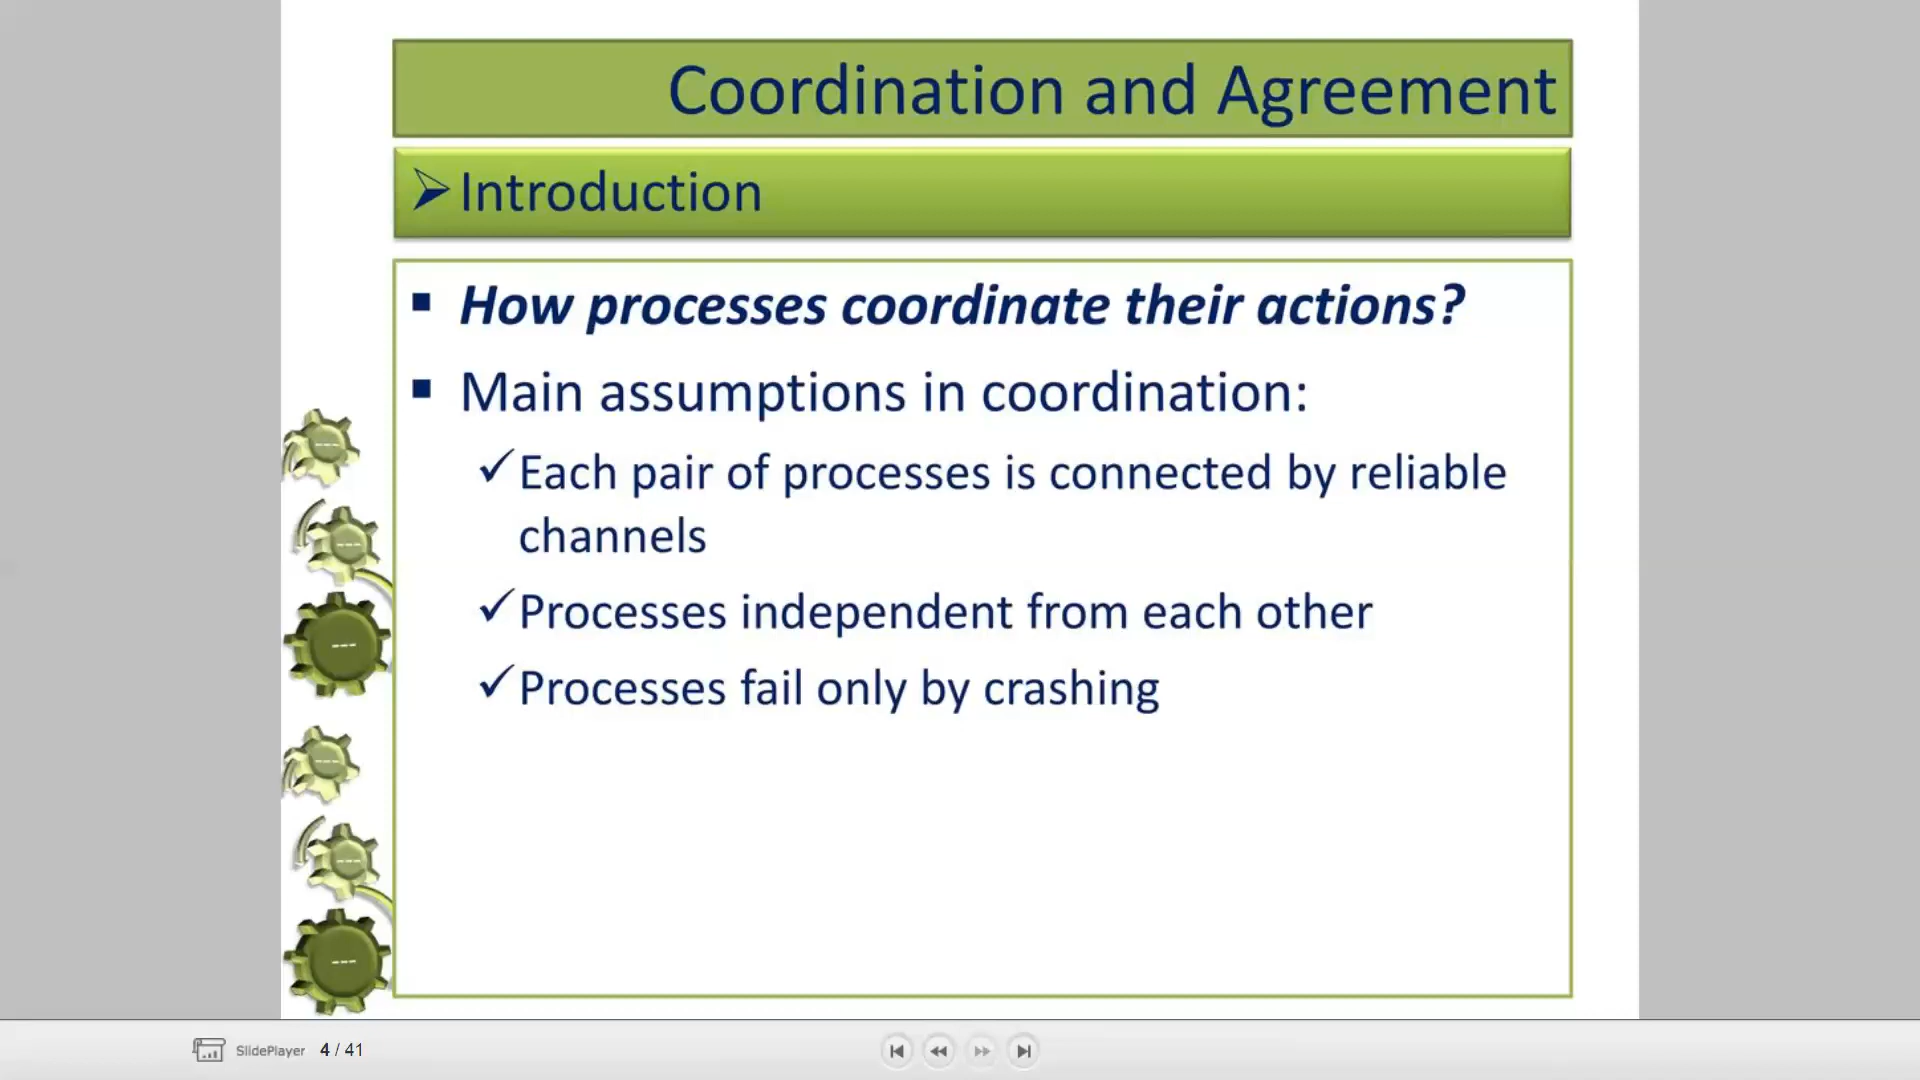 Coordination and Agreement
Introduction
How processes coordinate their actions?
Main assumptions in coordination:
Each pair of processes is connected by reliable
channels
Processes independent from each other
Processes fail only by crashing
---
---
---
---
---
---
SlidePlayer 4 / 41